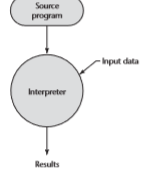 Source
program
Input data
Interpreter
Results